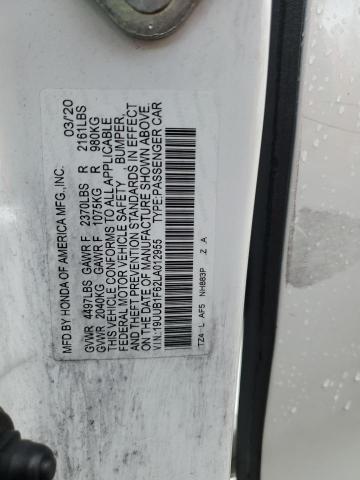 MFD BY HONDA OF AMERICA MFG.,INC. 03/20
GVWR 4497LBS GAWR F 2370LBS R 2161LBS
GVWR 2040KG GAWR F 1075KG R 980KG
THIS VEHICLE CONFORMS TO ALL APPLICABLE
FEDERAL MOTOR VEHICLE SAFETY, BUMPER,
AND THEFT PREVENTION STANDARDS IN EFFECT
ON THE DATE OF MANUFACTURE SHOWN ABOVE.
V.I.N.:19UUB1F62LA012955 TYPE:PASSENGER CAR
TZ4-L AF5 NH883P Z A